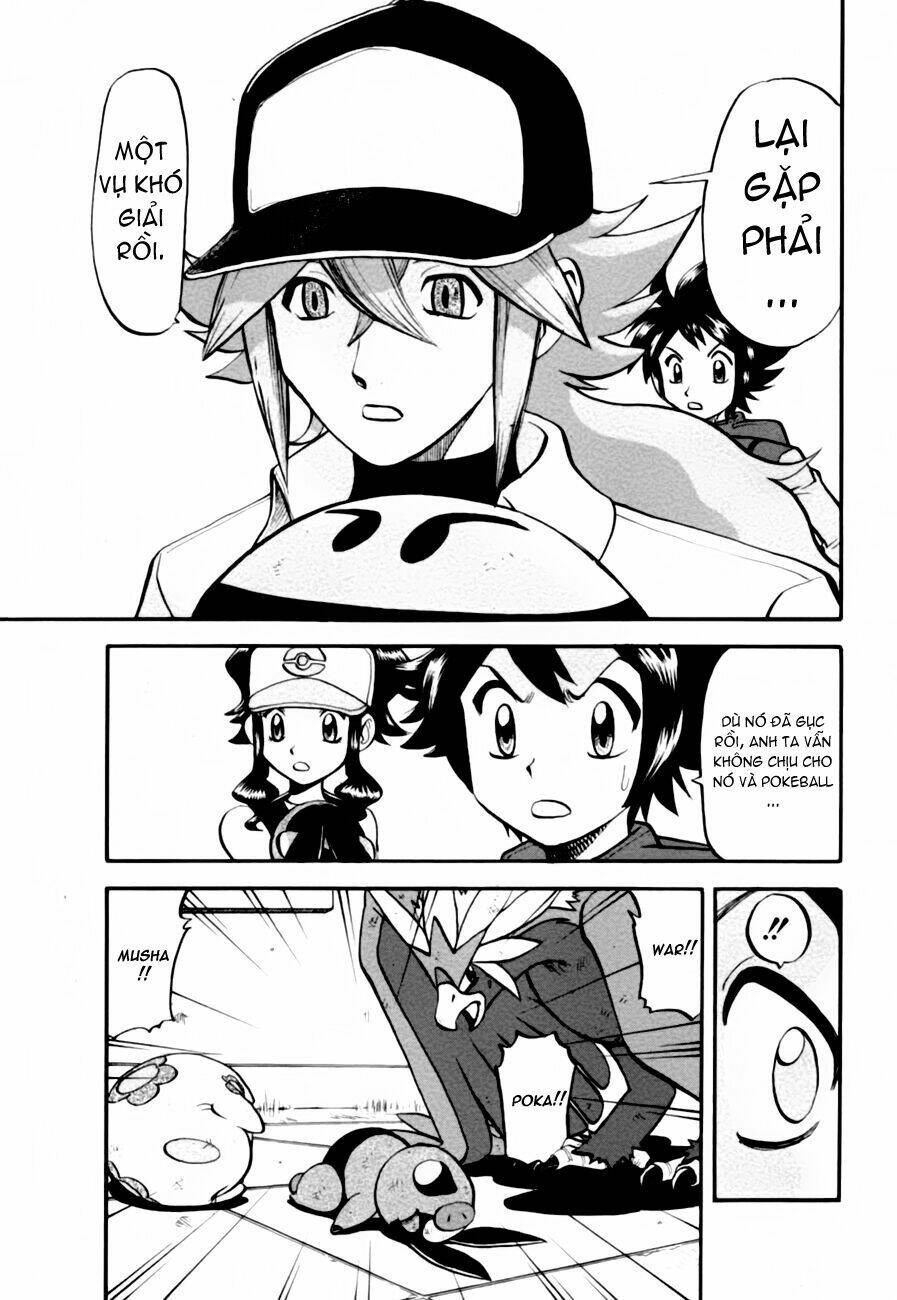 LẠI
GẶP
PHẢI
...
MỘT
VỤ KHÓ
GIẢI
RỒI.
DÙ NÓ ĐÃ GỤC
RỒI, ANH TA VẪN
KHÔNG CHỊU CHO
NÓ VÀ POKEBALL
...
!!
WAR!!
POKA!!
MUSHA
!!